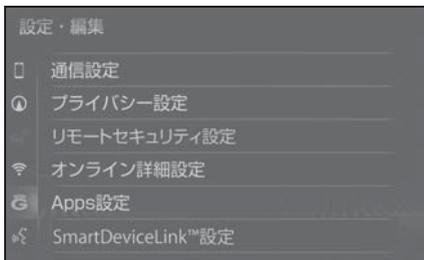 設定・編集
通信設定
プライバシー設定
リモートセキュリティ設定
オンライン詳細設定
Apps設定
SmartDeviceLink™設定